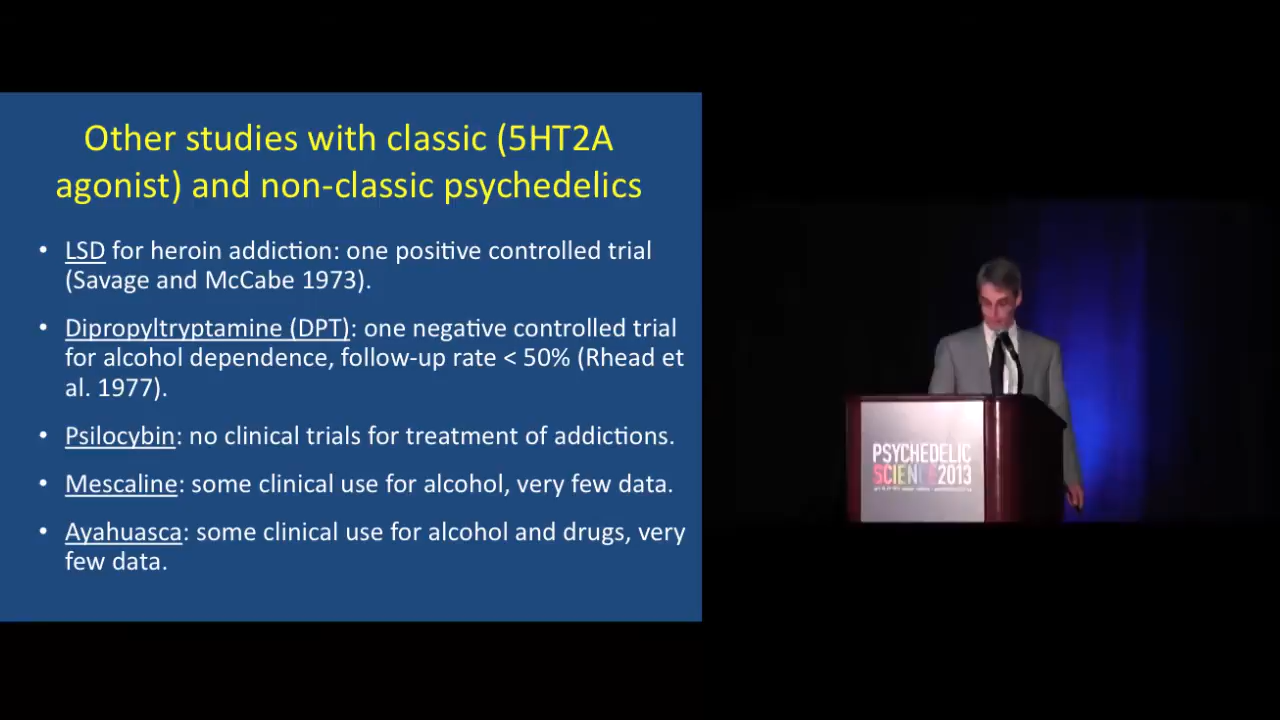 Other studies with classic (5HT2A
agonist) and non-classic psychedelics
• LSD for heroin addiction: one positive controlled trial
(Savage and McCabe 1973).
• Dipropyltryptamine (DPT): one negative controlled trial
for alcohol dependence, follow-up rate < 50% (Rhead et
al. 1977).
• Psilocybin: no clinical trials for treatment of addictions.
• Mescaline: some clinical use for alcohol, very few data.
• Ayahuasca: some clinical use for alcohol and drugs, very
few data.
PSYCHEDELIC
SCIENCE2013